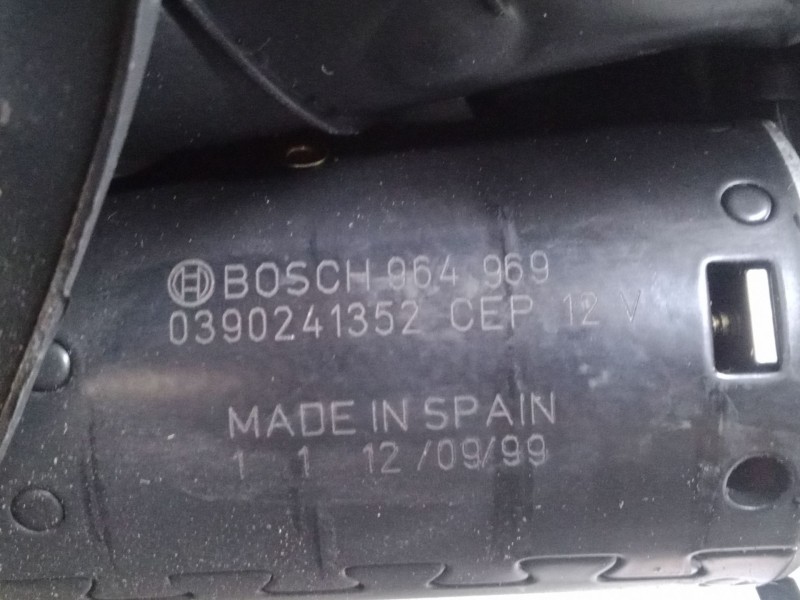 BOSCH 964 969
0390241352 CEP 12 V
MADE IN SPAIN
1 1 12/09/99